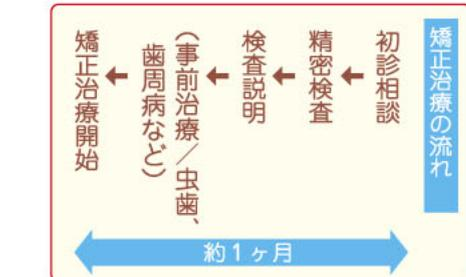 矯正治療の流れ
初診相談
←
精密検査
←
検査説明
←
(事前治療／虫歯、
歯周病など)
←
矯正治療開始
約1ヶ月